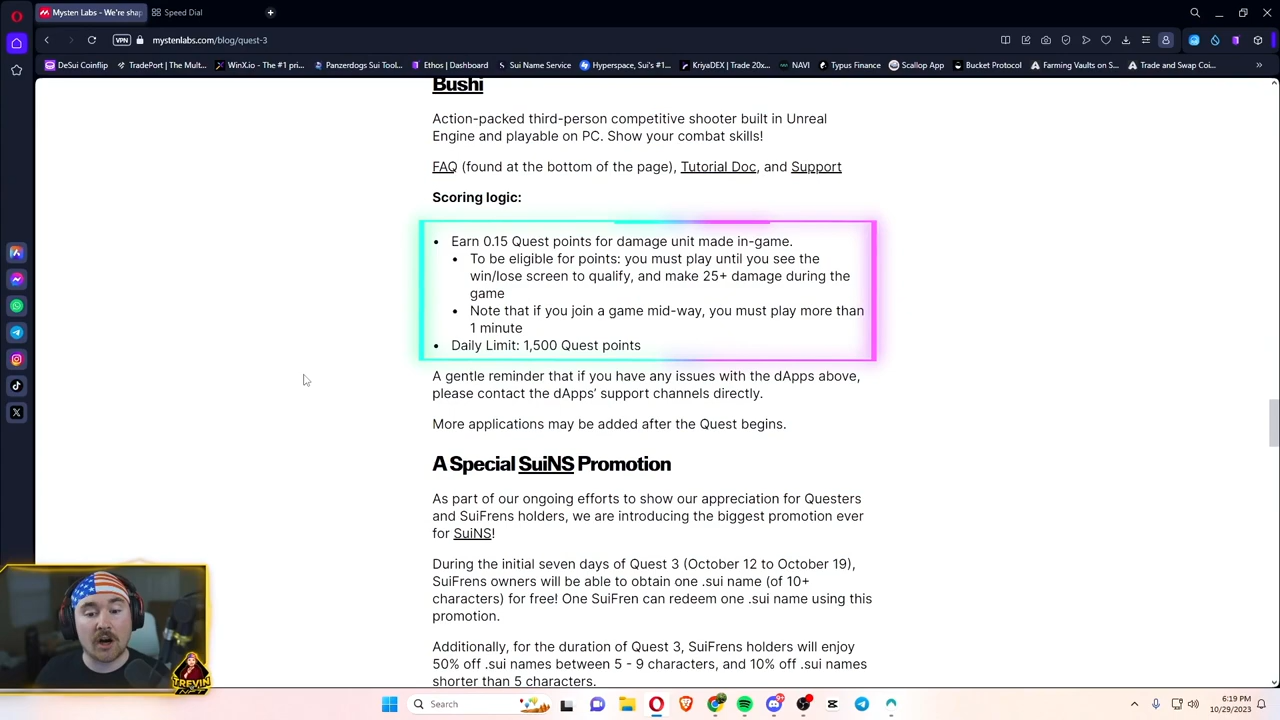 Mysten Labs - We're shap
Speed Dial
VPN
mystenlabs.com/blog/quest-3
DeSui Coinflip
TradePort | The Mult...
WinX.io - The #1 pri...
Panzerdogs Sui Tool...
Ethos | Dashboard
Sui Name Service
Hyperspace, Sui's #1...
KriyaDEX | Trade 20x...
NAVI
Typus Finance
Scallop App
Bucket Protocol
Farming Vaults on S...
Trade and Swap Coi...
Bushi
Action-packed third-person competitive shooter built in Unreal
Engine and playable on PC. Show your combat skills!
FAQ (found at the bottom of the page), Tutorial Doc, and Support
Scoring logic:
• Earn 0.15 Quest points for damage unit made in-game.
• To be eligible for points: you must play until you see the
win/lose screen to qualify, and make 25+ damage during the
game
• Note that if you join a game mid-way, you must play more than
1 minute
• Daily Limit: 1,500 Quest points
A gentle reminder that if you have any issues with the dApps above,
please contact the dApps' support channels directly.
More applications may be added after the Quest begins.
A Special SuiNS Promotion
As part of our ongoing efforts to show our appreciation for Questers
and SuiFrens holders, we are introducing the biggest promotion ever
for SuiNS!
During the initial seven days of Quest 3 (October 12 to October 19),
SuiFrens owners will be able to obtain one .sui name (of 10+
characters) for free! One SuiFren can redeem one .sui name using this
promotion.
Additionally, for the duration of Quest 3, SuiFrens holders will enjoy
50% off .sui names between 5 - 9 characters, and 10% off .sui names
shorter than 5 characters.
TREVIN
Search
6:19 PM
10/29/2023